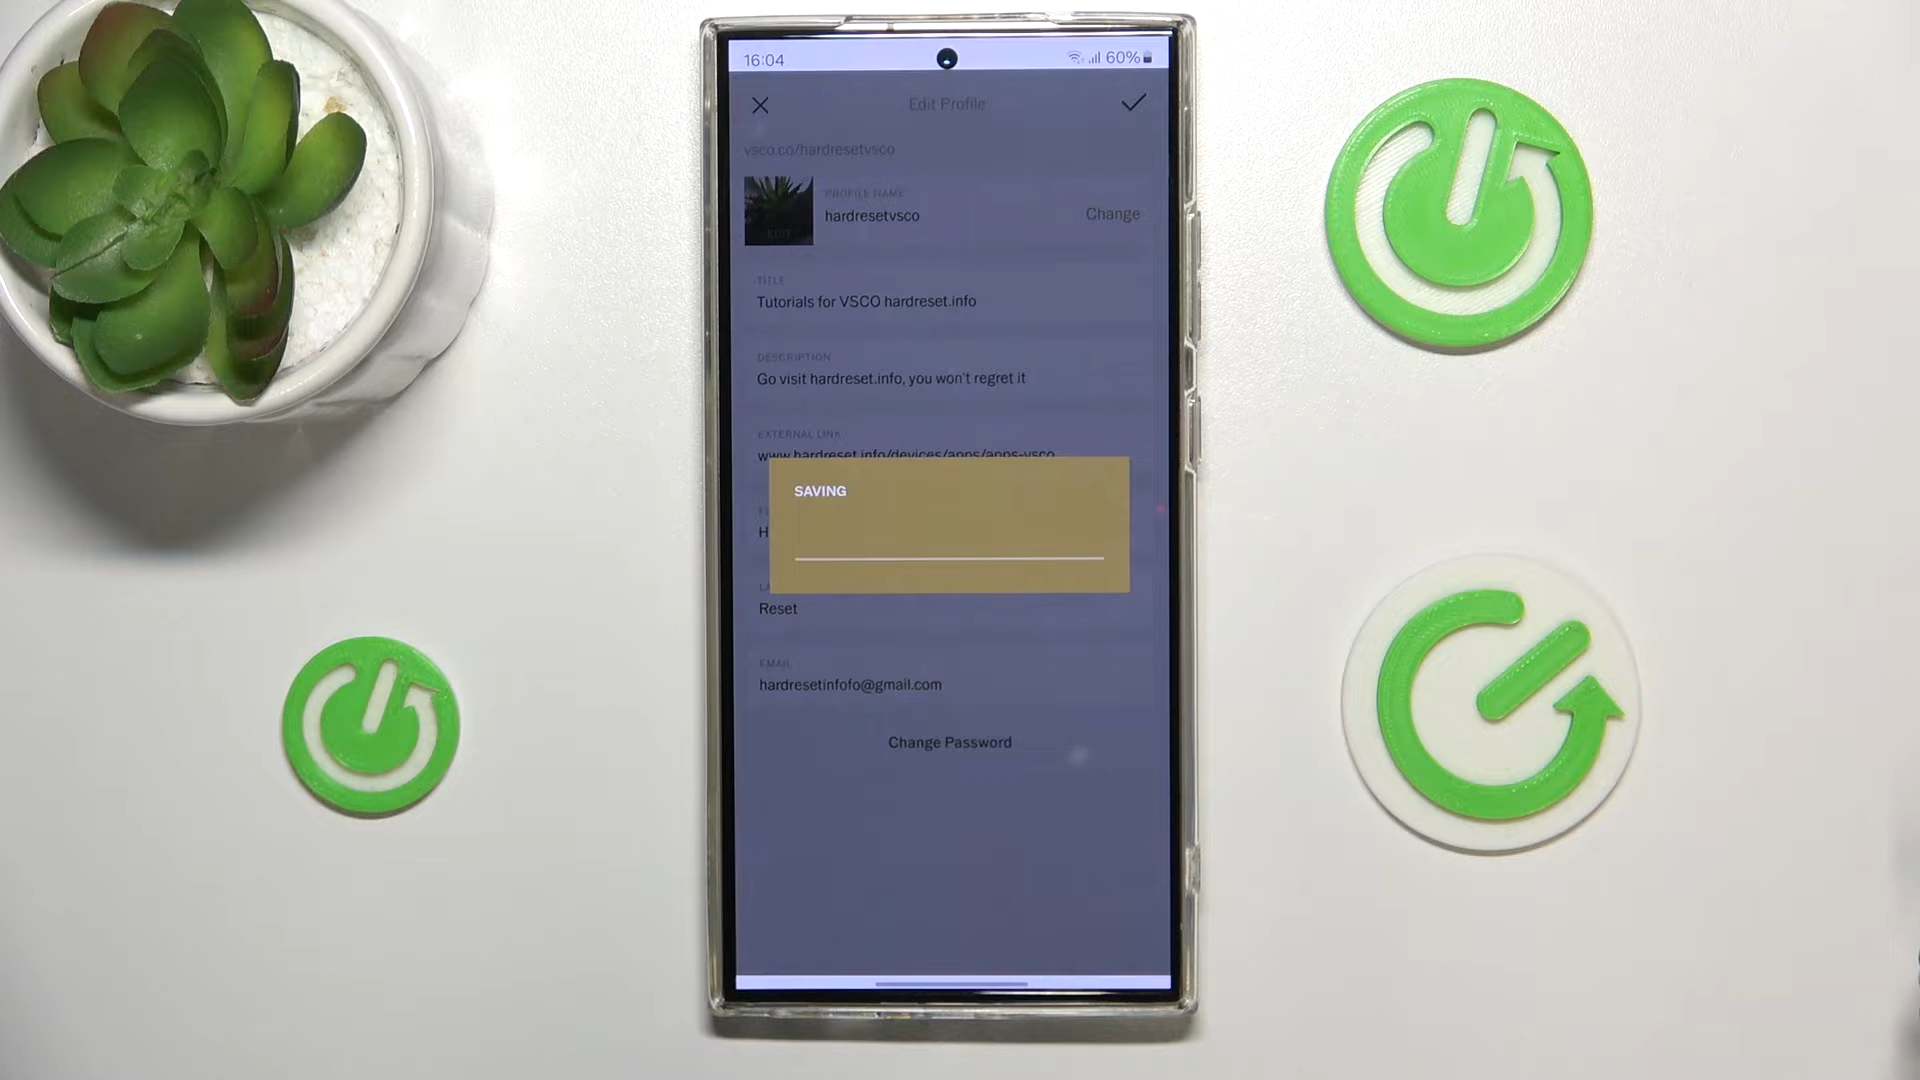 16:04
60%
Edit Profile
vsco.co/hardresetvsco
PROFILE NAME
hardresetvsco
Change
EDIT
TITLE
Tutorials for VSCO hardreset.info
DESCRIPTION
Go visit hardreset.info, you won't regret it
EXTERNAL LINK
www.hardreset.info/devices/apps/apps-vsco
SAVING
H
LA
Reset
EMAIL
hardresetinfofo@gmail.com
Change Password